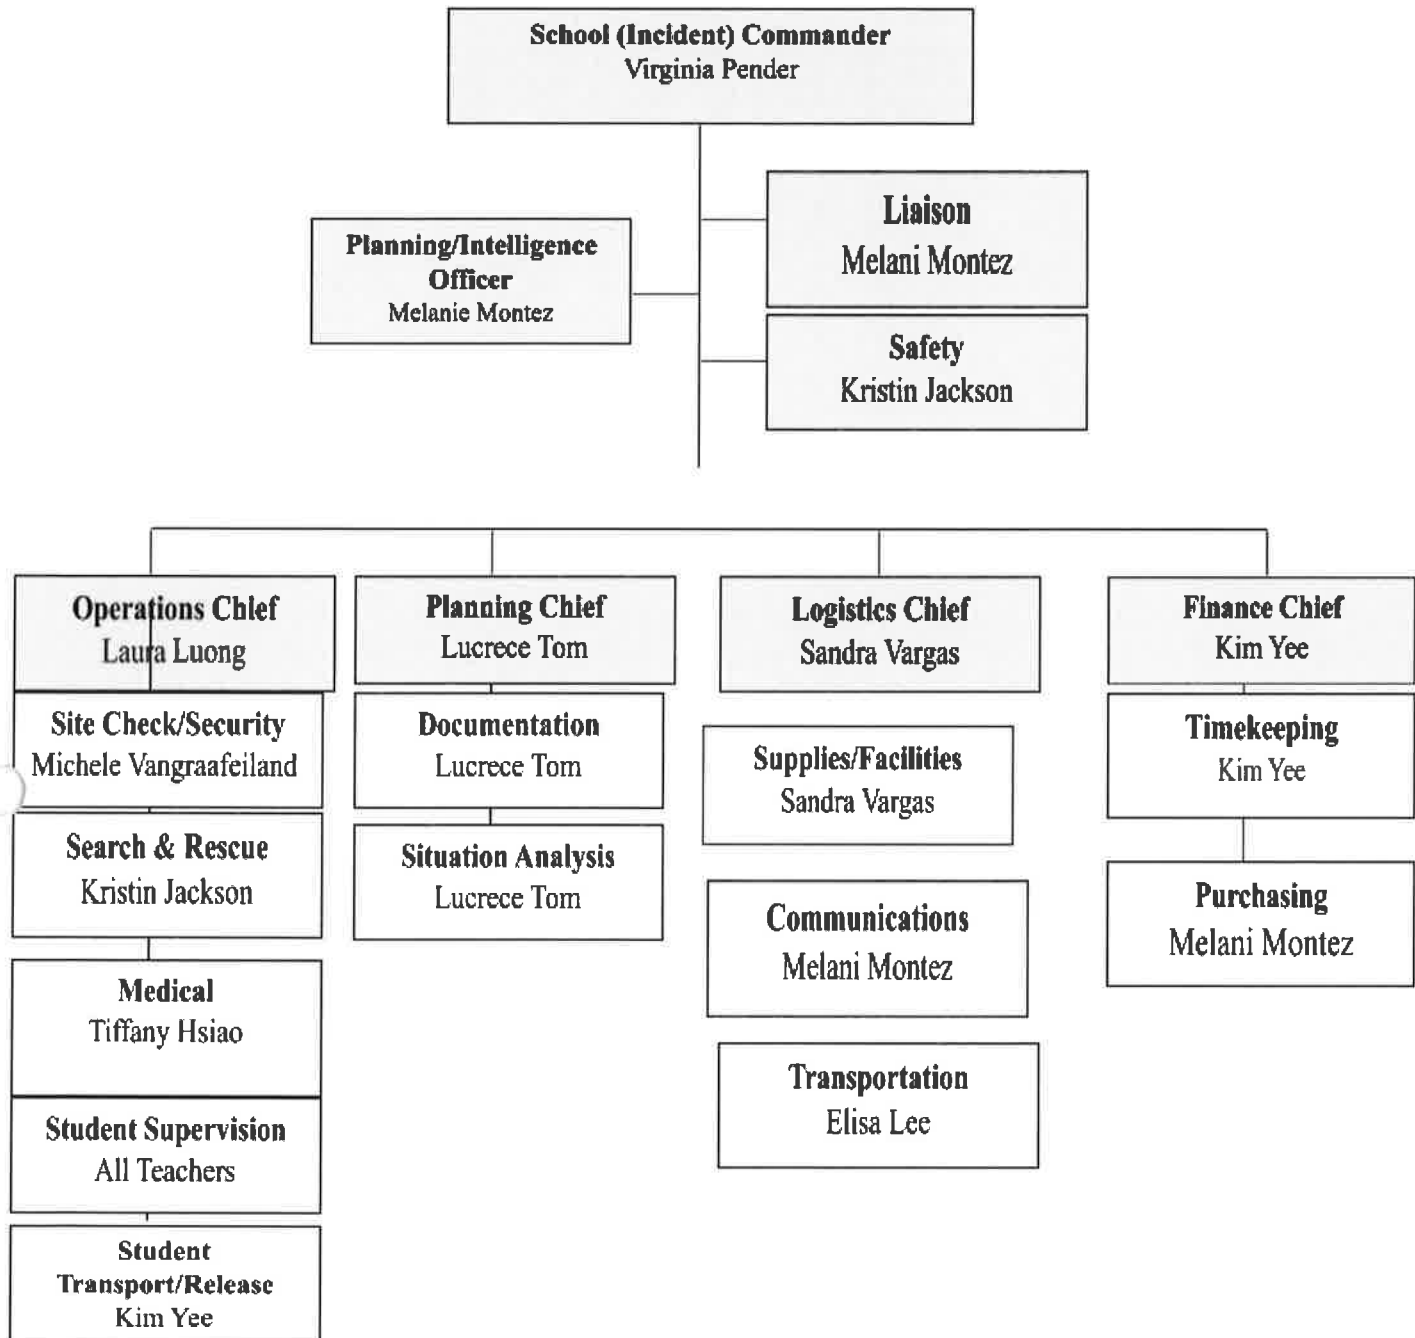 School (Incident) Commander
Virginia Pender
Liaison
Melani Montez
Planning/Intelligence
Officer
Melanie Montez
Safety
Kristin Jackson
Operations Chief
Laura Luong
Site Check/Security
Michele Vangraafeiland
Search & Rescue
Kristin Jackson
Medical
Tiffany Hsiao
Student Supervision
All Teachers
Student
Transport/Release
Kim Yee
Planning Chief
Lucrece Tom
Documentation
Lucrece Tom
Situation Analysis
Lucrece Tom
Logistics Chief
Sandra Vargas
Supplies/Facilities
Sandra Vargas
Communications
Melani Montez
Transportation
Elisa Lee
Finance Chief
Kim Yee
Timekeeping
Kim Yee
Purchasing
Melani Montez